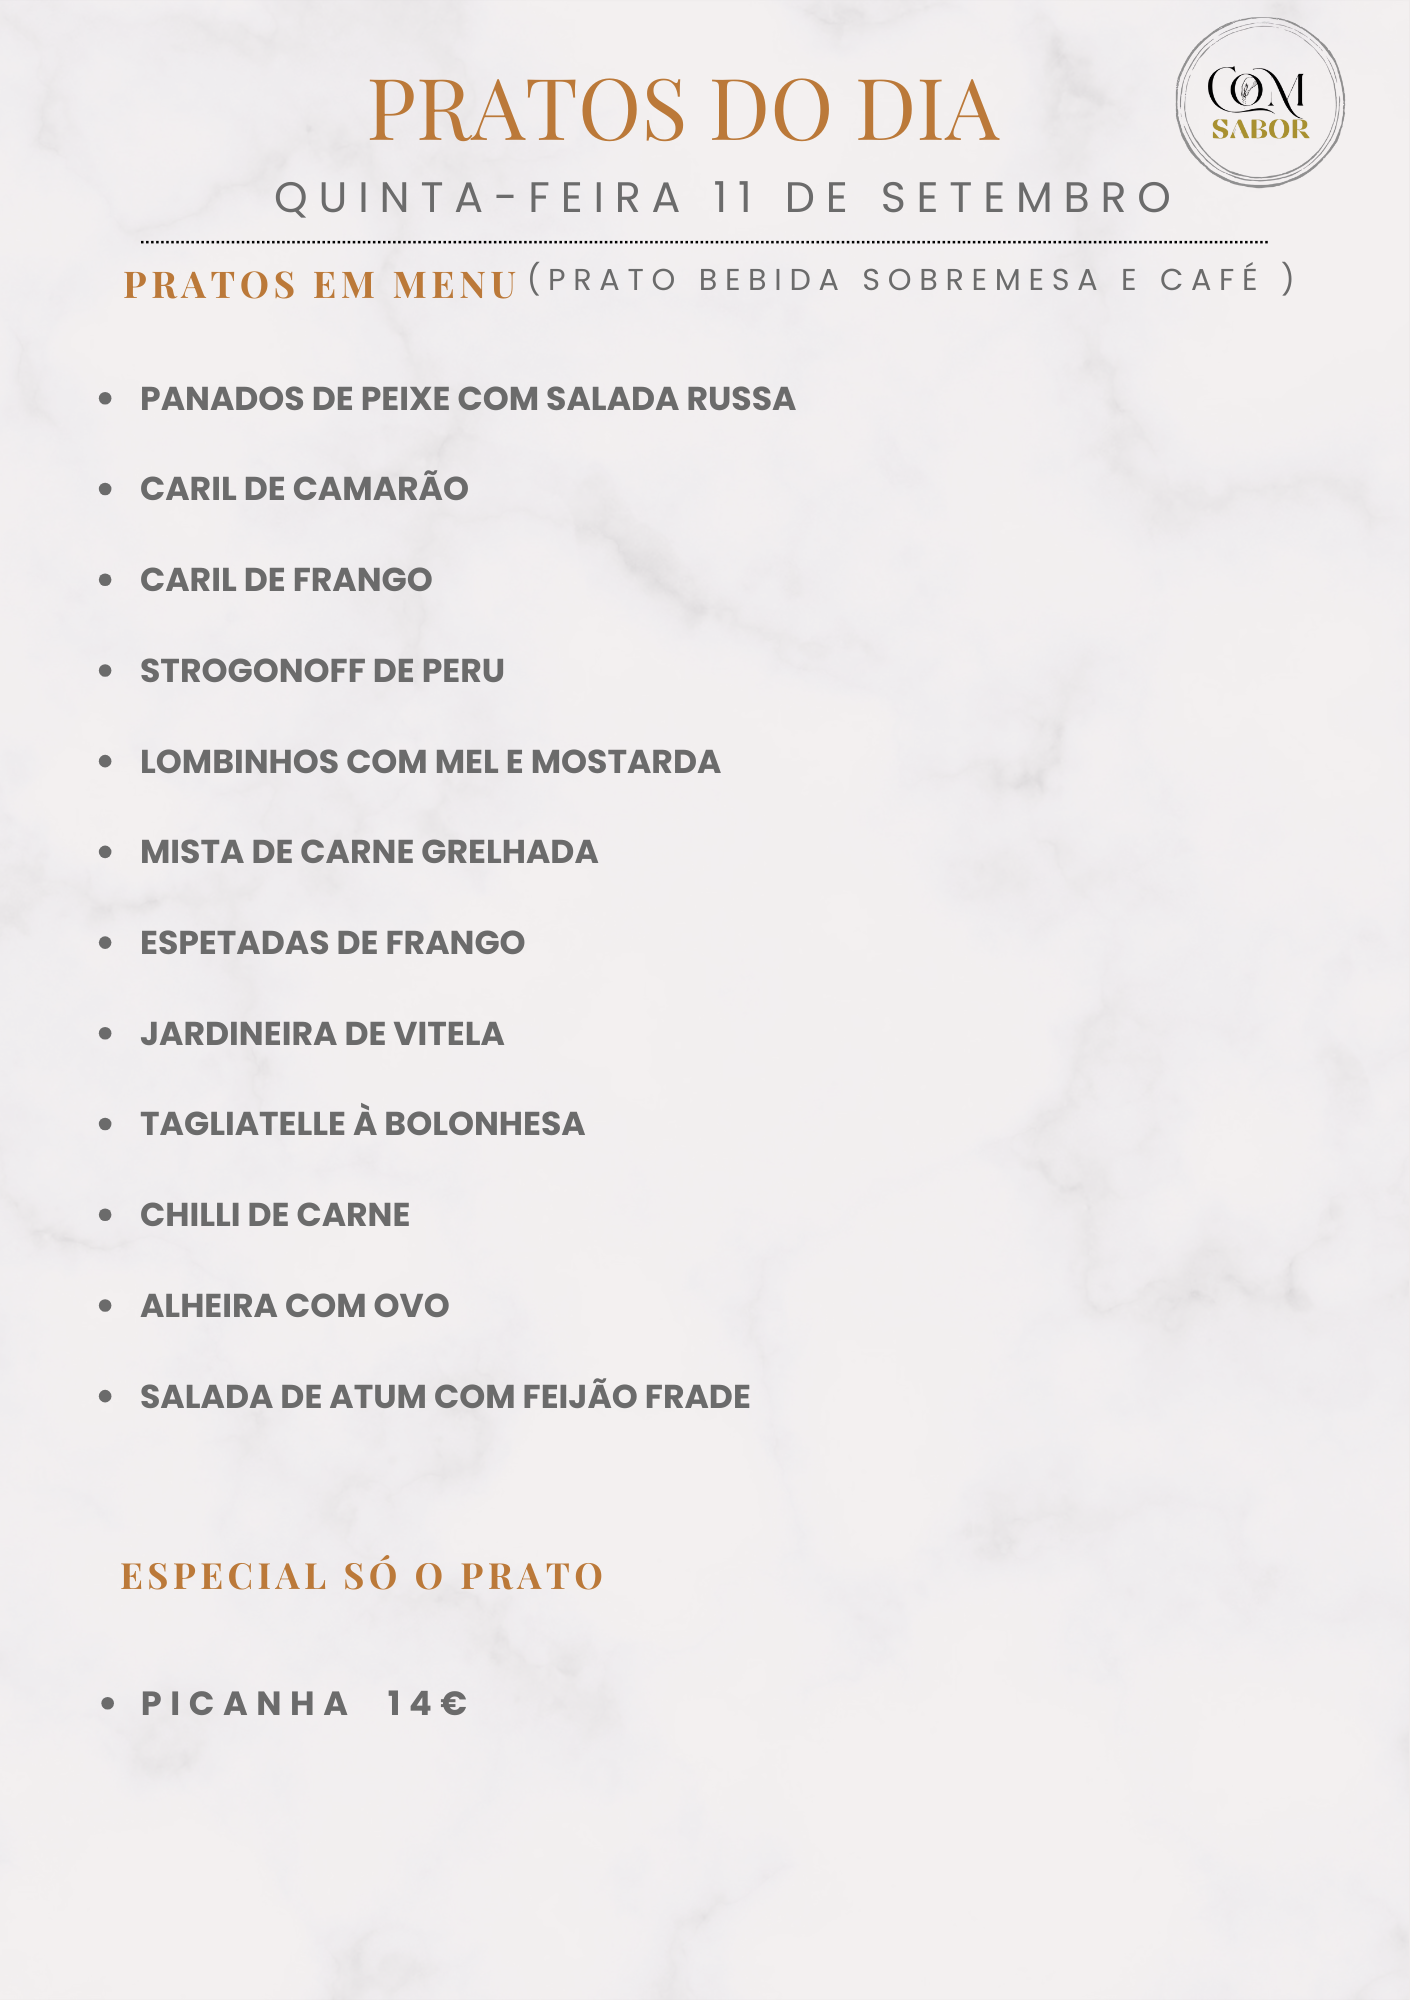 COM
SABOR
PRATOS DO DIA
QUINTA-FEIRA 11 DE SETEMBRO
PRATOS EM MENU (PRATO BEBIDA SOBREMESA E CAFÉ )
• PANADOS DE PEIXE COM SALADA RUSSA
• CARIL DE CAMARÃO
• CARIL DE FRANGO
• STROGONOFF DE PERU
• LOMBINHOS COM MEL E MOSTARDA
• MISTA DE CARNE GRELHADA
• ESPETADAS DE FRANGO
• JARDINEIRA DE VITELA
• TAGLIATELLE À BOLONHESA
• CHILLI DE CARNE
• ALHEIRA COM OVO
• SALADA DE ATUM COM FEIJÃO FRADE
ESPECIAL SÓ O PRATO
• PICANHA 14€